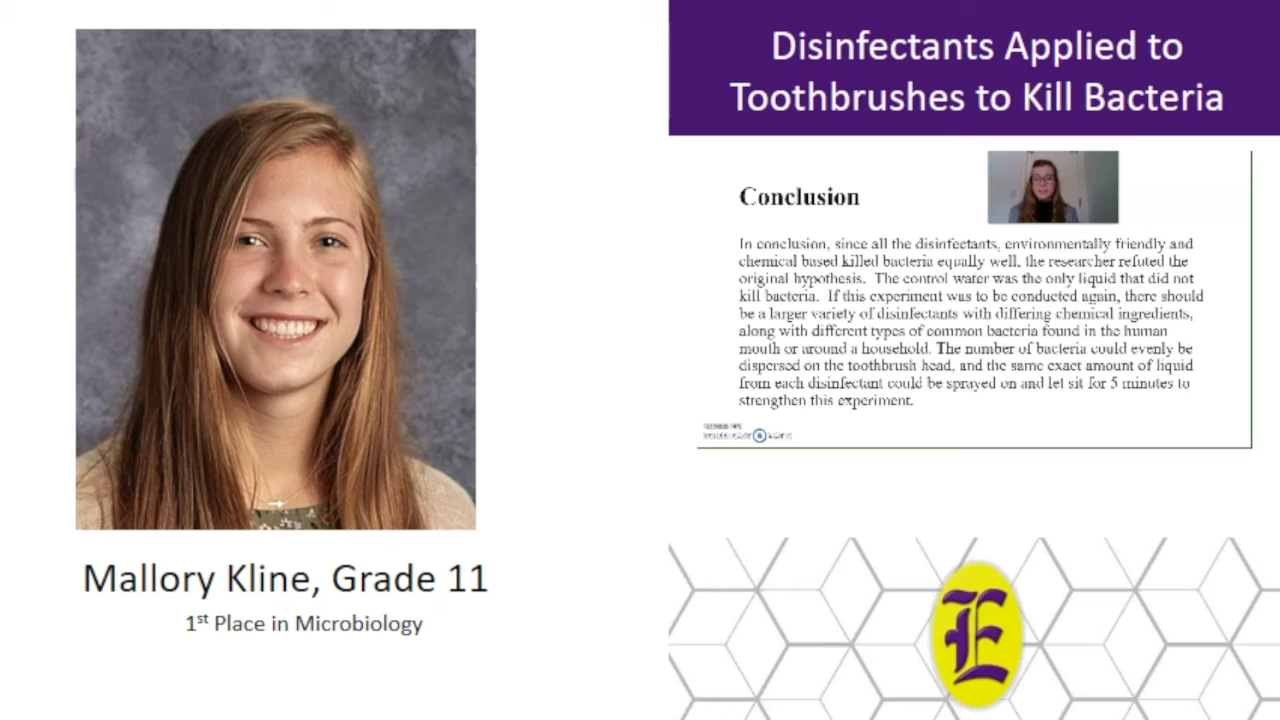 Disinfectants Applied to
Toothbrushes to Kill Bacteria
Conclusion
In conclusion, since all the disinfectants, environmentally friendly and
chemical based killed bacteria equally well, the researcher refuted the
original hypothesis. The control water was the only liquid that did not
kill bacteria. If this experiment was to be conducted again, there should
be a larger variety of disinfectants with differing chemical ingredients,
along with different types of common bacteria found in the human
mouth or around a household. The number of bacteria could evenly be
dispersed on the toothbrush head, and the same exact amount of liquid
from each disinfectant could be sprayed on and let sit for 5 minutes to
strengthen this experiment.
E
Mallory Kline, Grade 11
1st Place in Microbiology